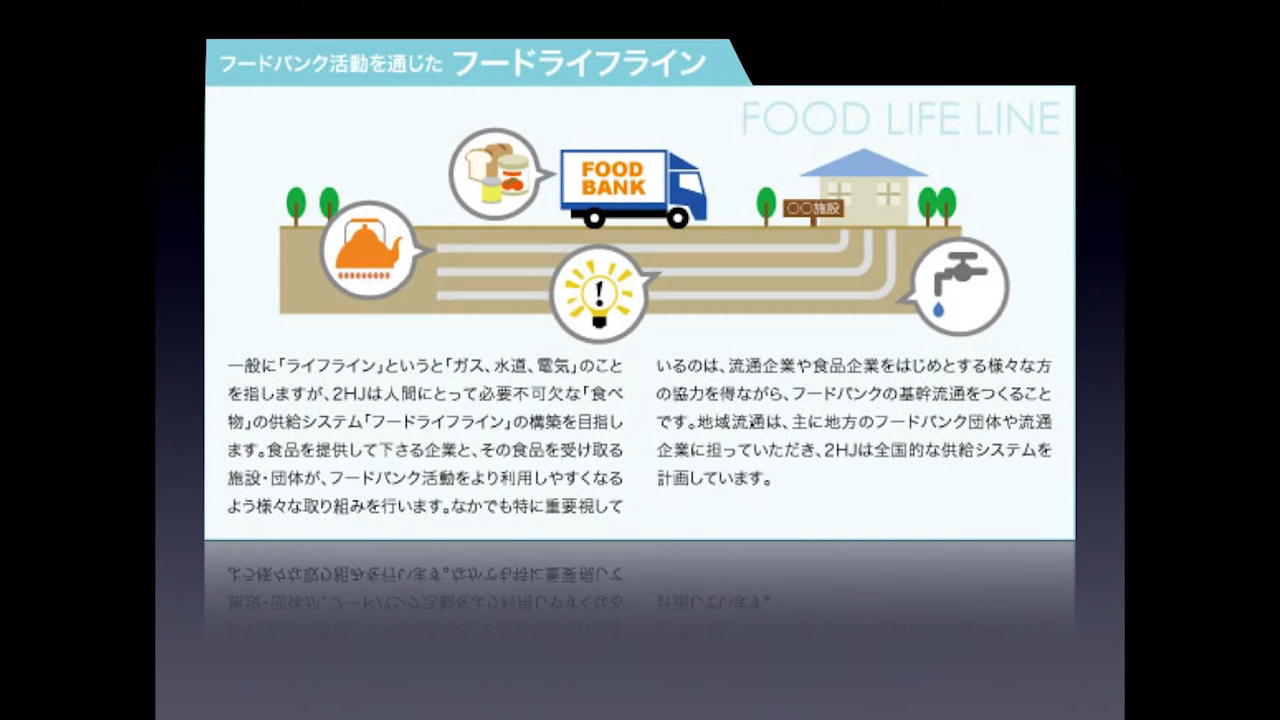 フードバンク活動を通じた フードライフライン
FOOD LIFE LINE
FOOD
BANK
〇〇施設
一般に「ライフライン」というと「ガス、水道、電気」のこと
を指しますが、2HJは人間にとって必要不可欠な「食べ
物」の供給システム「フードライフライン」の構築を目指し
ます。食品を提供して下さる企業と、その食品を受け取る
施設・団体が、フードバンク活動をより利用しやすくなる
よう様々な取り組みを行います。なかでも特に重要視して
いるのは、流通企業や食品企業をはじめとする様々な方
の協力を得ながら、フードバンクの基幹流通をつくること
です。地域流通は、主に地方のフードバンク団体や流通
企業に担っていただき、2HJは全国的な供給システムを
計画しています。